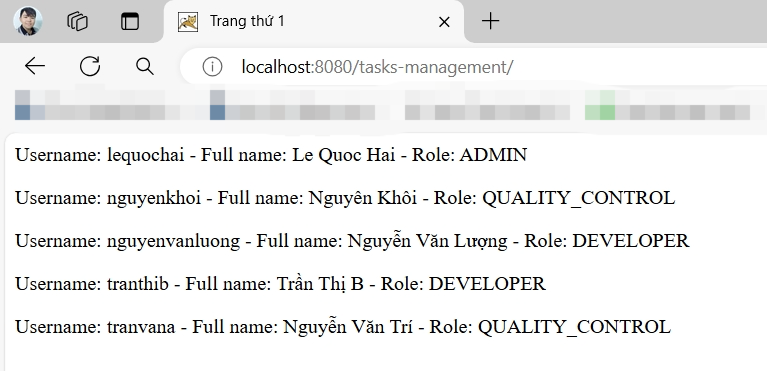 Trang thứ 1
localhost:8080/tasks-management/
Username: lequochai - Full name: Le Quoc Hai - Role: ADMIN
Username: nguyenkhoi - Full name: Nguyên Khôi - Role: QUALITY_CONTROL
Username: nguyenvanluong - Full name: Nguyễn Văn Lượng - Role: DEVELOPER
Username: tranthib - Full name: Trần Thị B - Role: DEVELOPER
Username: tranvana - Full name: Nguyễn Văn Trí - Role: QUALITY_CONTROL